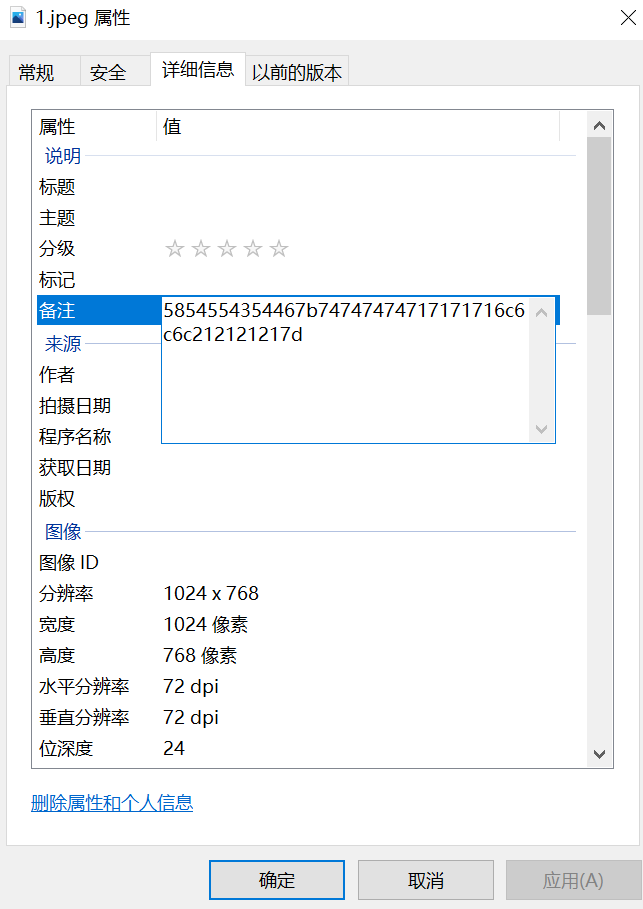 1.jpeg 属性
常规 安全 详细信息 以前的版本
属性 值
说明
标题
主题
分级 ☆☆☆☆☆
标记
备注 5854554354467b74747474717171716c6
c6c212121217d
来源
作者
拍摄日期
程序名称
获取日期
版权
图像
图像 ID
分辨率 1024 x 768
宽度 1024 像素
高度 768 像素
水平分辨率 72 dpi
垂直分辨率 72 dpi
位深度 24
删除属性和个人信息
确定 取消 应用(A)